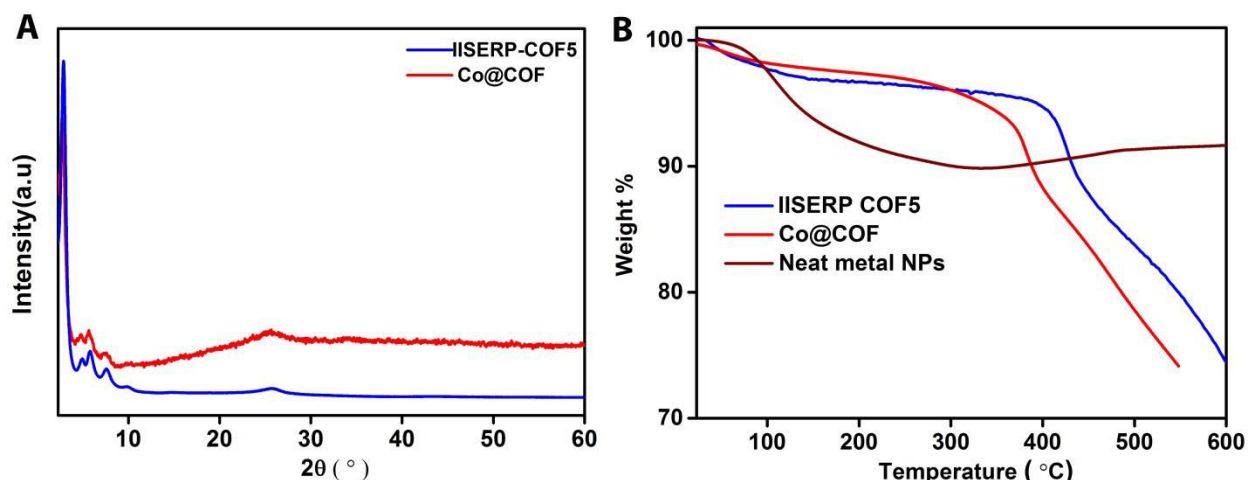 A
IISERP-COF5
Co@COF
Intensity(a.u)
10 20 30 40 50 60
2θ ( ° )
B
100
90
80
70
Weight %
IISERP COF5
Co@COF
Neat metal NPs
100 200 300 400 500 600
Temperature ( °C)